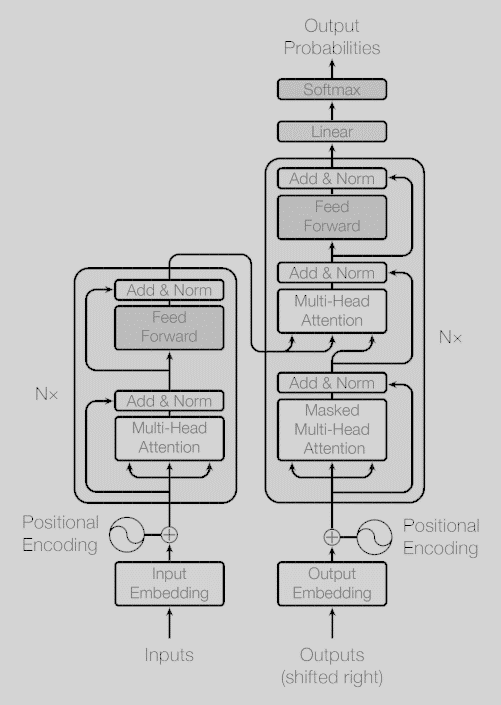 Output
Probabilities
Softmax
Linear
Add & Norm
Feed
Forward
Add & Norm
Multi-Head
Attention
Add & Norm
Masked
Multi-Head
Attention
N×
Add & Norm
Feed
Forward
Add & Norm
Multi-Head
Attention
N×
Positional
Encoding
Positional
Encoding
Input
Embedding
Output
Embedding
Inputs
Outputs
(shifted right)